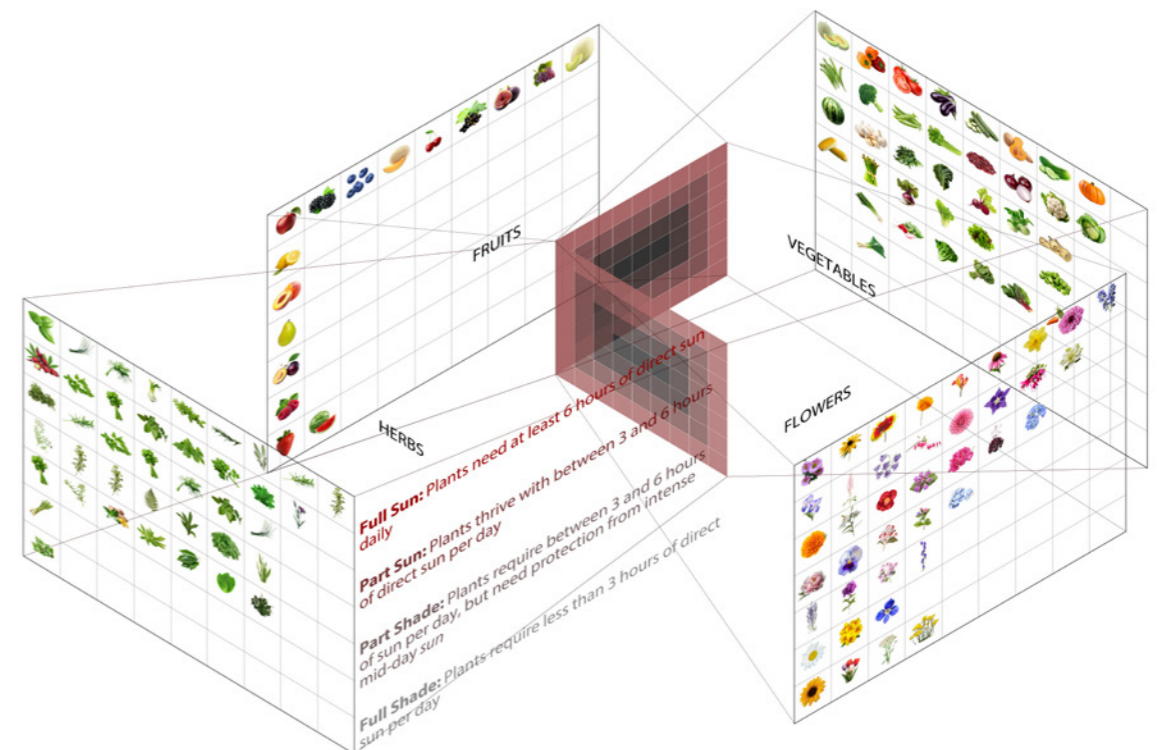 FRUITS
VEGETABLES
HERBS
FLOWERS
Full Sun: Plants need at least 6 hours of direct sun
daily
Part Sun: Plants thrive with between 3 and 6 hours
of direct sun per day
Part Shade: Plants require between 3 and 6 hours
of sun per day, but need protection from intense
mid-day sun
Full Shade: Plants require less than 3 hours of direct
sun per day